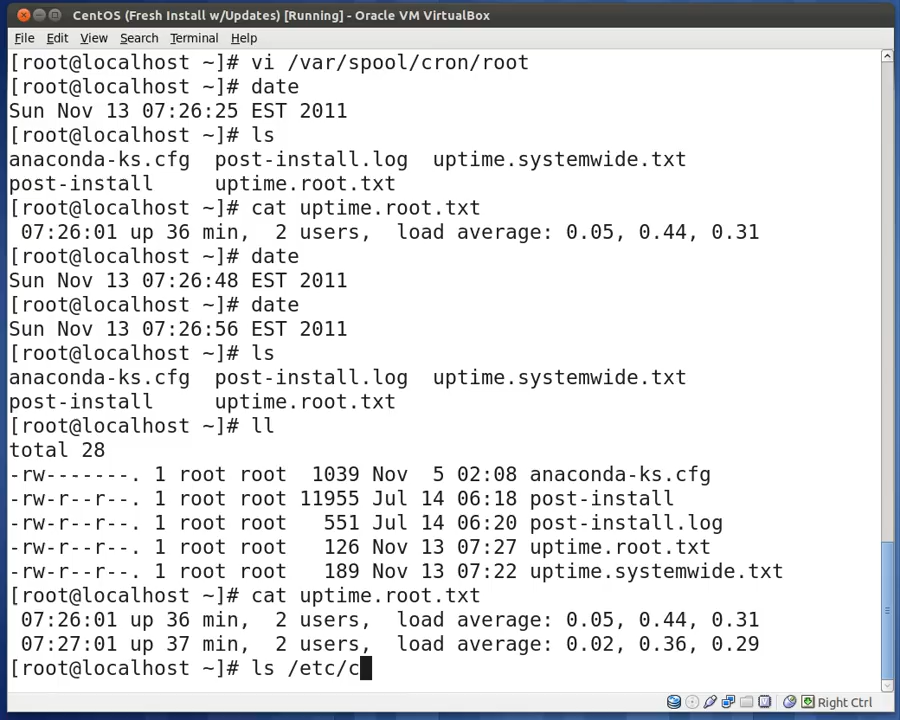 CentOS (Fresh Install w/Updates) [Running] - Oracle VM VirtualBox
File Edit View Search Terminal Help
[root@localhost ~]# vi /var/spool/cron/root
[root@localhost ~]# date
Sun Nov 13 07:26:25 EST 2011
[root@localhost ~]# ls
anaconda-ks.cfg  post-install.log  uptime.systemwide.txt
post-install     uptime.root.txt
[root@localhost ~]# cat uptime.root.txt
 07:26:01 up 36 min,  2 users,  load average: 0.05, 0.44, 0.31
[root@localhost ~]# date
Sun Nov 13 07:26:48 EST 2011
[root@localhost ~]# date
Sun Nov 13 07:26:56 EST 2011
[root@localhost ~]# ls
anaconda-ks.cfg  post-install.log  uptime.systemwide.txt
post-install     uptime.root.txt
[root@localhost ~]# ll
total 28
-rw-------. 1 root root  1039 Nov  5 02:08 anaconda-ks.cfg
-rw-r--r--. 1 root root 11955 Jul 14 06:18 post-install
-rw-r--r--. 1 root root   551 Jul 14 06:20 post-install.log
-rw-r--r--. 1 root root   126 Nov 13 07:27 uptime.root.txt
-rw-r--r--. 1 root root   189 Nov 13 07:22 uptime.systemwide.txt
[root@localhost ~]# cat uptime.root.txt
 07:26:01 up 36 min,  2 users,  load average: 0.05, 0.44, 0.31
 07:27:01 up 37 min,  2 users,  load average: 0.02, 0.36, 0.29
[root@localhost ~]# ls /etc/c
Right Ctrl